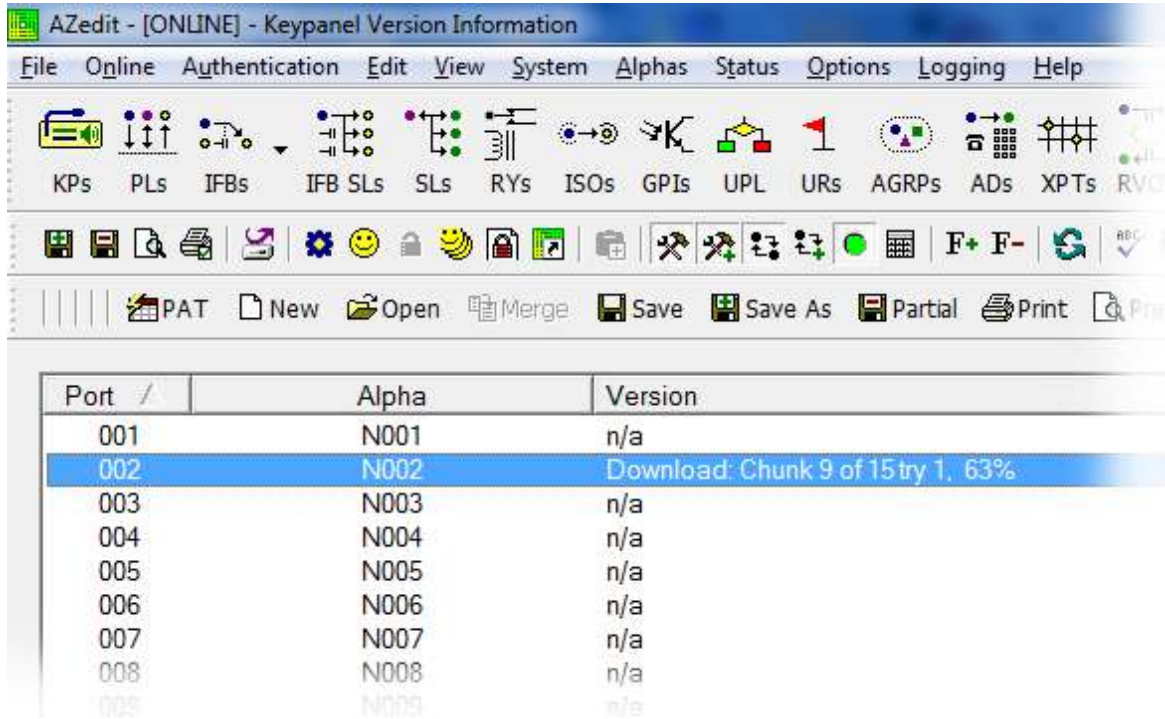 AZedit - [ONLINE] - Keypanel Version Information
File Online Authentication Edit View System Alphas Status Options Logging Help
KPs PLs IFBs IFB SLs SLs RYs ISOs GPIs UPL URs AGRPs ADs XPTs
F+ F- ABC
PAT New Open Merge Save Save As Partial Print
Port Alpha Version
001 N001 n/a
002 N002 Download: Chunk 9 of 15 try 1, 63%
003 N003 n/a
004 N004 n/a
005 N005 n/a
006 N006 n/a
007 N007 n/a
008 N008 n/a
009 N009 n/a